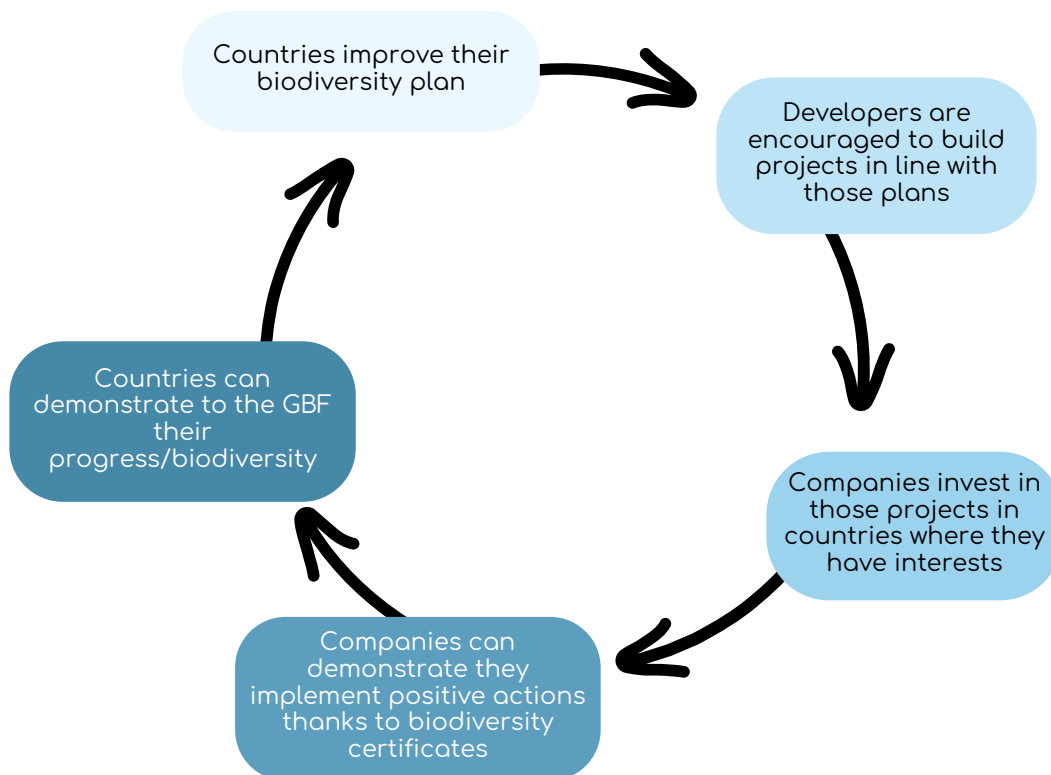 Countries improve their
biodiversity plan
Developers are
encouraged to build
projects in line with
those plans
Companies invest in
those projects in
countries where they
have interests
Companies can
demonstrate they
implement positive actions
thanks to biodiversity
certificates
Countries can
demonstrate to the GBF
their
progress/biodiversity